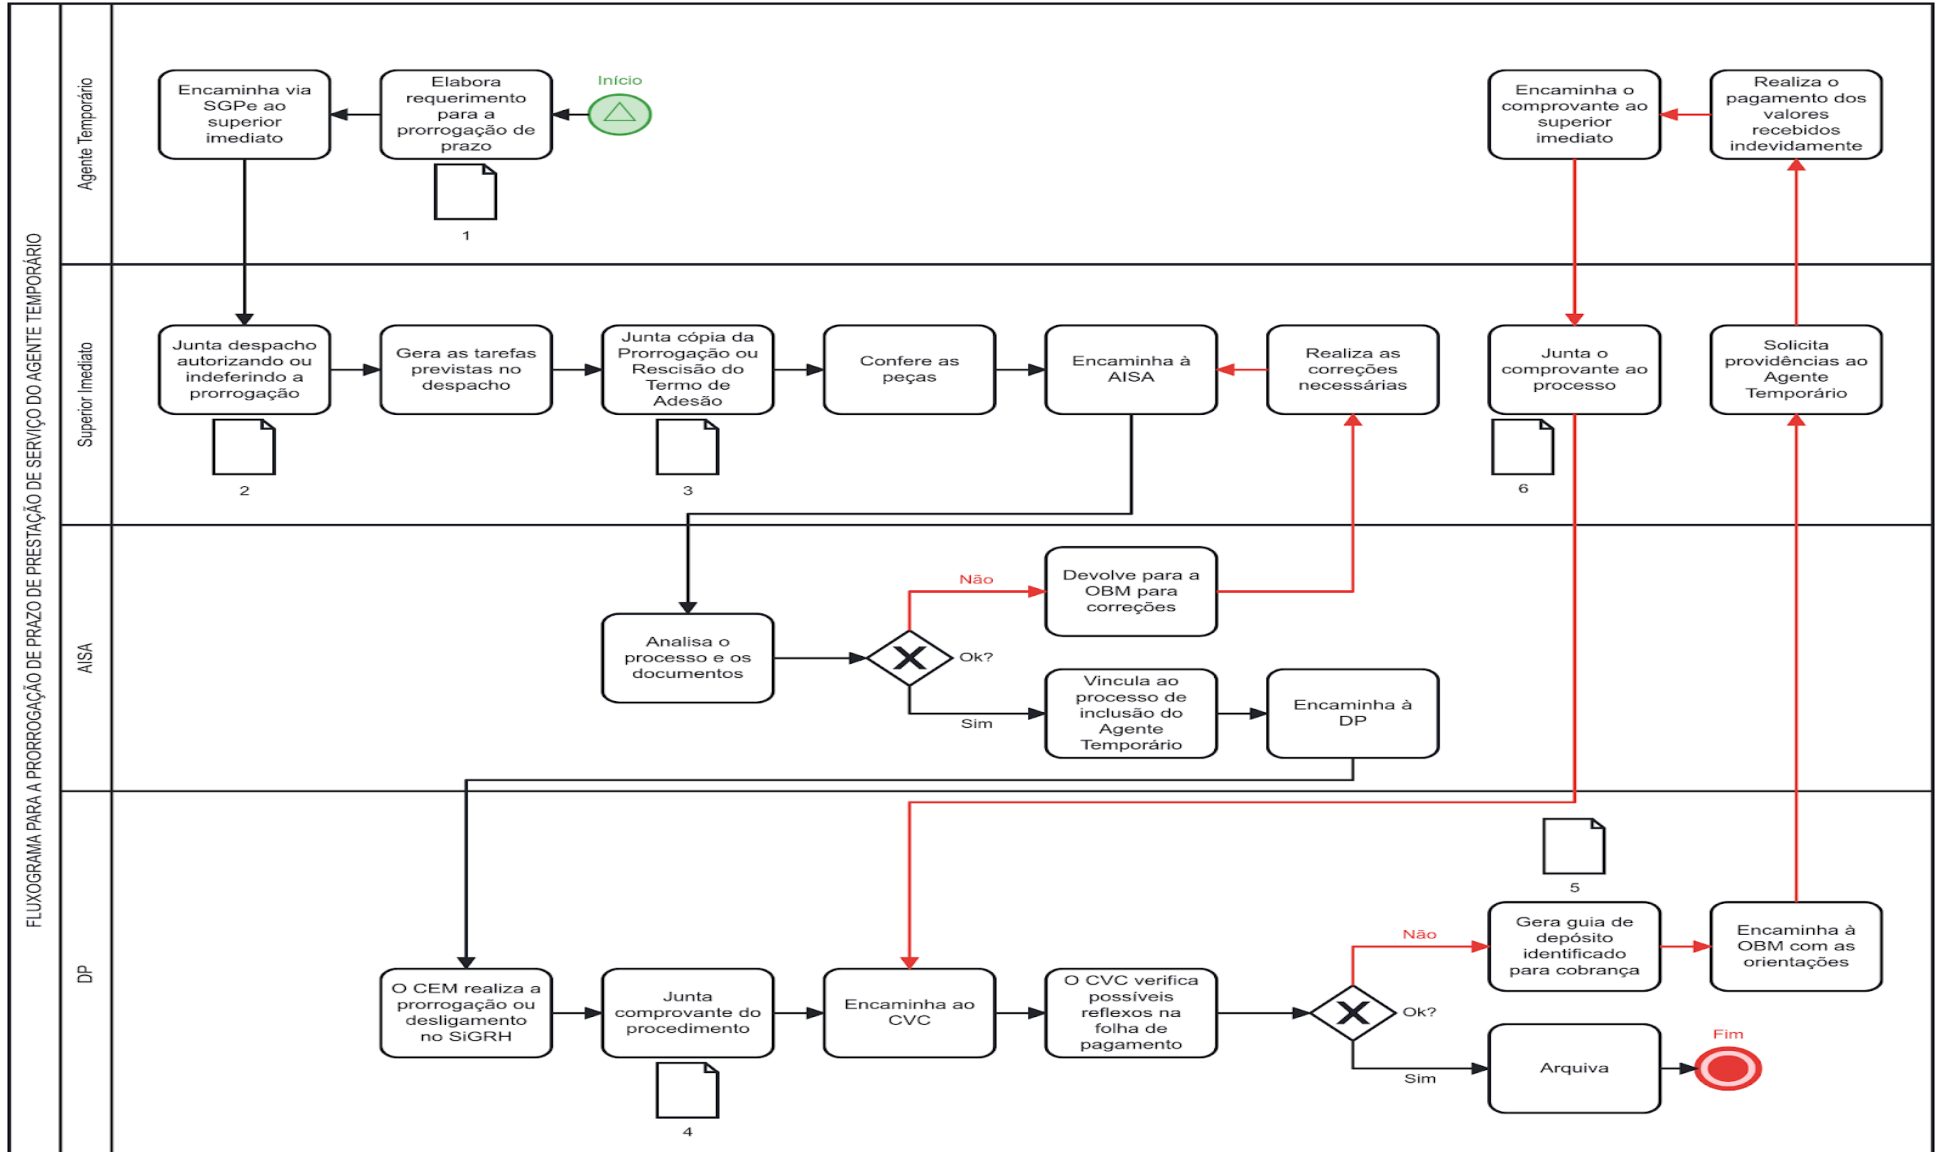 FLUXOGRAMA PARA A PRORROGAÇÃO DE PRAZO DE PRESTAÇÃO DE SERVIÇO DO AGENTE TEMPORÁRIO
Agente Temporário
Encaminha via
SGPe ao
superior
imediato
Elabora
requerimento
para a
prorrogação de
prazo
Início
1
Encaminha o
comprovante ao
superior
imediato
Realiza o
pagamento dos
valores
recebidos
indevidamente
Superior Imediato
Junta despacho
autorizando ou
indeferindo a
prorrogação
2
Gera as tarefas
previstas no
despacho
Junta cópia da
Prorrogação ou
Rescisão do
Termo de
Adesão
3
Confere as
peças
Encaminha à
AISA
Realiza as
correções
necessárias
Junta o
comprovante ao
processo
6
Solicita
providências ao
Agente
Temporário
AISA
Analisa o
processo e os
documentos
Ok?
Não
Devolve para a
OBM para
correções
Sim
Vincula ao
processo de
inclusão do
Agente
Temporário
Encaminha à
DP
DP
O CEM realiza a
prorrogação ou
desligamento
no SiGRH
Junta
comprovante do
procedimento
4
Encaminha ao
CVC
O CVC verifica
possíveis
reflexos na
folha de
pagamento
Ok?
Não
5
Gera guia de
depósito
identificado
para cobrança
Encaminha à
OBM com as
orientações
Sim
Arquiva
Fim